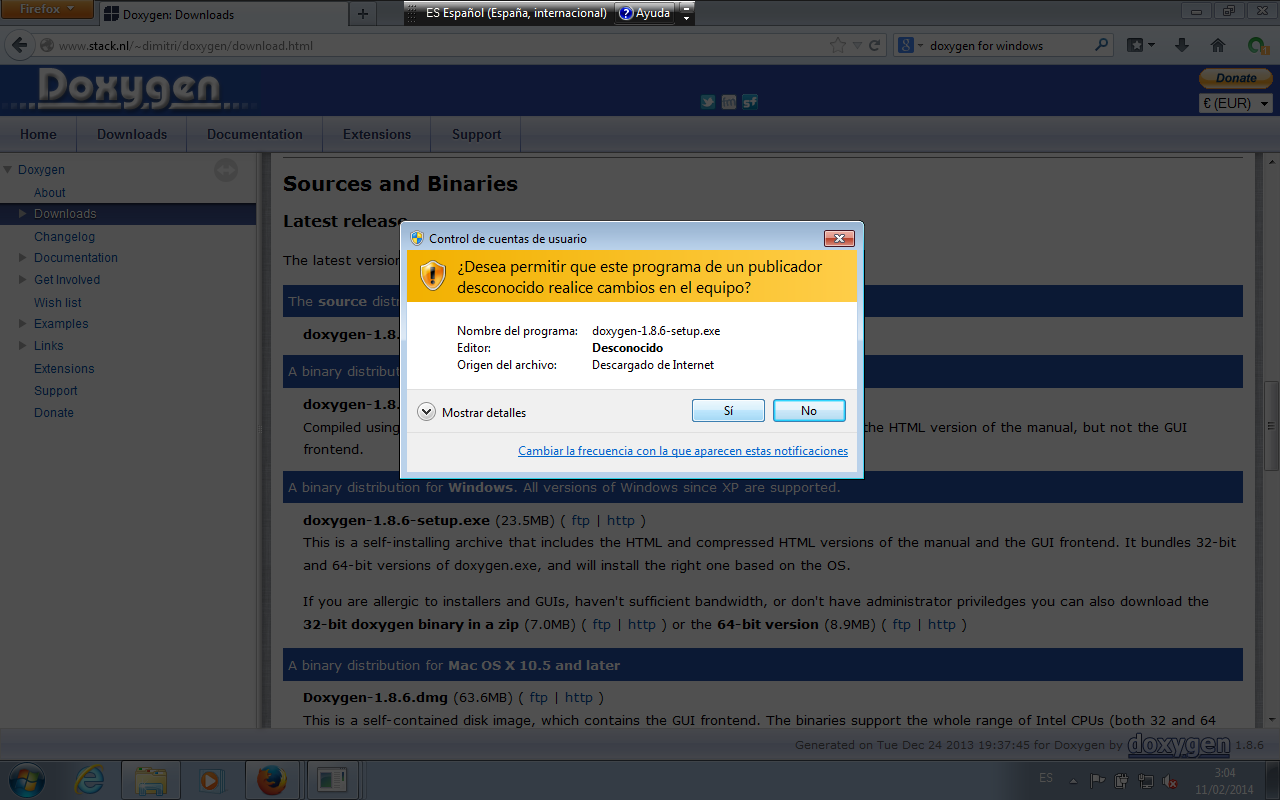 Firefox
Doxygen: Downloads
ES Español (España, internacional)
Ayuda
www.stack.nl/~dimitri/doxygen/download.html
doxygen for windows
Doxygen
Donate
€ (EUR)
Home
Downloads
Documentation
Extensions
Support
Doxygen
About
Downloads
Changelog
Documentation
Get Involved
Wish list
Examples
Links
Extensions
Support
Donate
Sources and Binaries
Latest release
The latest version
The source distr
doxygen-1.8.
A binary distribut
doxygen-1.8.
Compiled using
the HTML version of the manual, but not the GUI
frontend.
Control de cuentas de usuario
¿Desea permitir que este programa de un publicador
desconocido realice cambios en el equipo?
Nombre del programa: doxygen-1.8.6-setup.exe
Editor: Desconocido
Origen del archivo: Descargado de Internet
Mostrar detalles
Sí
No
Cambiar la frecuencia con la que aparecen estas notificaciones
A binary distribution for Windows. All versions of Windows since XP are supported.
doxygen-1.8.6-setup.exe (23.5MB) ( ftp | http )
This is a self-installing archive that includes the HTML and compressed HTML versions of the manual and the GUI frontend. It bundles 32-bit
and 64-bit versions of doxygen.exe, and will install the right one based on the OS.
If you are allergic to installers and GUIs, haven't sufficient bandwidth, or don't have administrator priviledges you can also download the
32-bit doxygen binary in a zip (7.0MB) ( ftp | http ) or the 64-bit version (8.9MB) ( ftp | http )
A binary distribution for Mac OS X 10.5 and later
Doxygen-1.8.6.dmg (63.6MB) ( ftp | http )
This is a self-contained disk image, which contains the GUI frontend. The binaries support the whole range of Intel CPUs (both 32 and 64
Generated on Tue Dec 24 2013 19:37:45 for Doxygen by doxygen 1.8.6
ES
3:04
11/02/2014